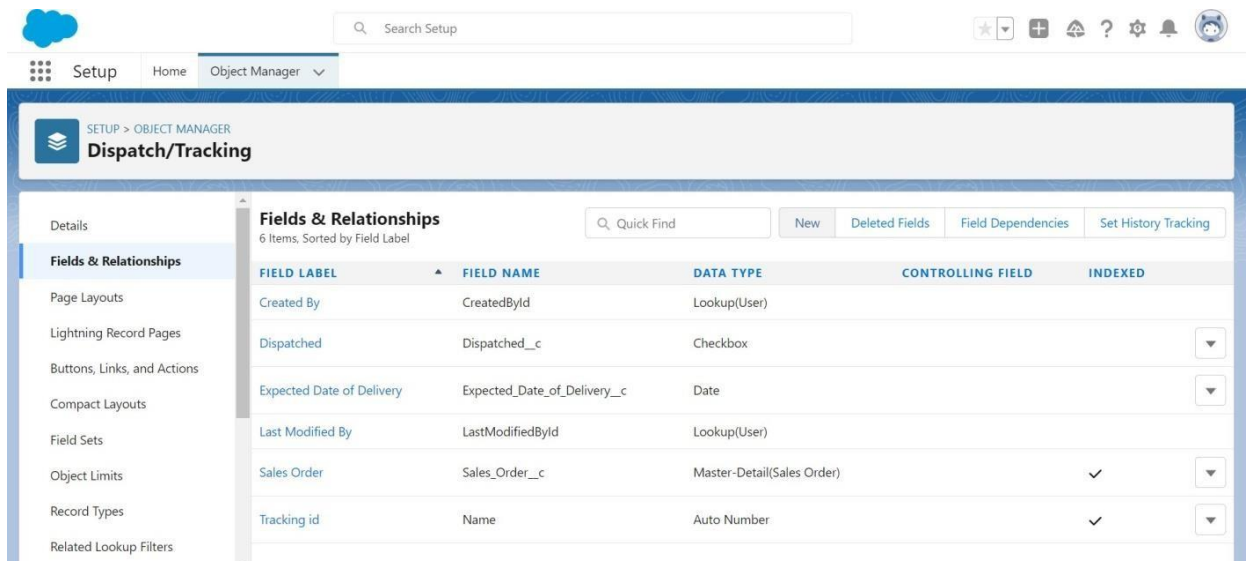 Search Setup
Setup Home Object Manager
SETUP > OBJECT MANAGER
Dispatch/Tracking
Details
Fields & Relationships
Page Layouts
Lightning Record Pages
Buttons, Links, and Actions
Compact Layouts
Field Sets
Object Limits
Record Types
Related Lookup Filters
Fields & Relationships
6 Items, Sorted by Field Label
Quick Find New Deleted Fields Field Dependencies Set History Tracking
FIELD LABEL FIELD NAME DATA TYPE CONTROLLING FIELD INDEXED
Created By CreatedById Lookup(User)
Dispatched Dispatched__c Checkbox
Expected Date of Delivery Expected_Date_of_Delivery__c Date
Last Modified By LastModifiedById Lookup(User)
Sales Order Sales_Order__c Master-Detail(Sales Order)
Tracking id Name Auto Number